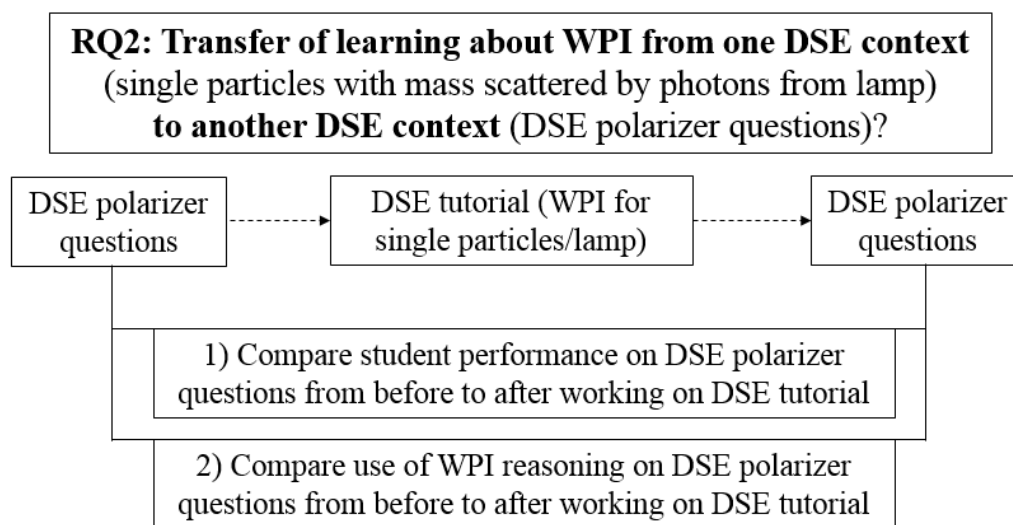 RQ2: Transfer of learning about WPI from one DSE context
(single particles with mass scattered by photons from lamp)
to another DSE context (DSE polarizer questions)?
DSE polarizer
questions
DSE tutorial (WPI for
single particles/lamp)
DSE polarizer
questions
1) Compare student performance on DSE polarizer
questions from before to after working on DSE tutorial
2) Compare use of WPI reasoning on DSE polarizer
questions from before to after working on DSE tutorial